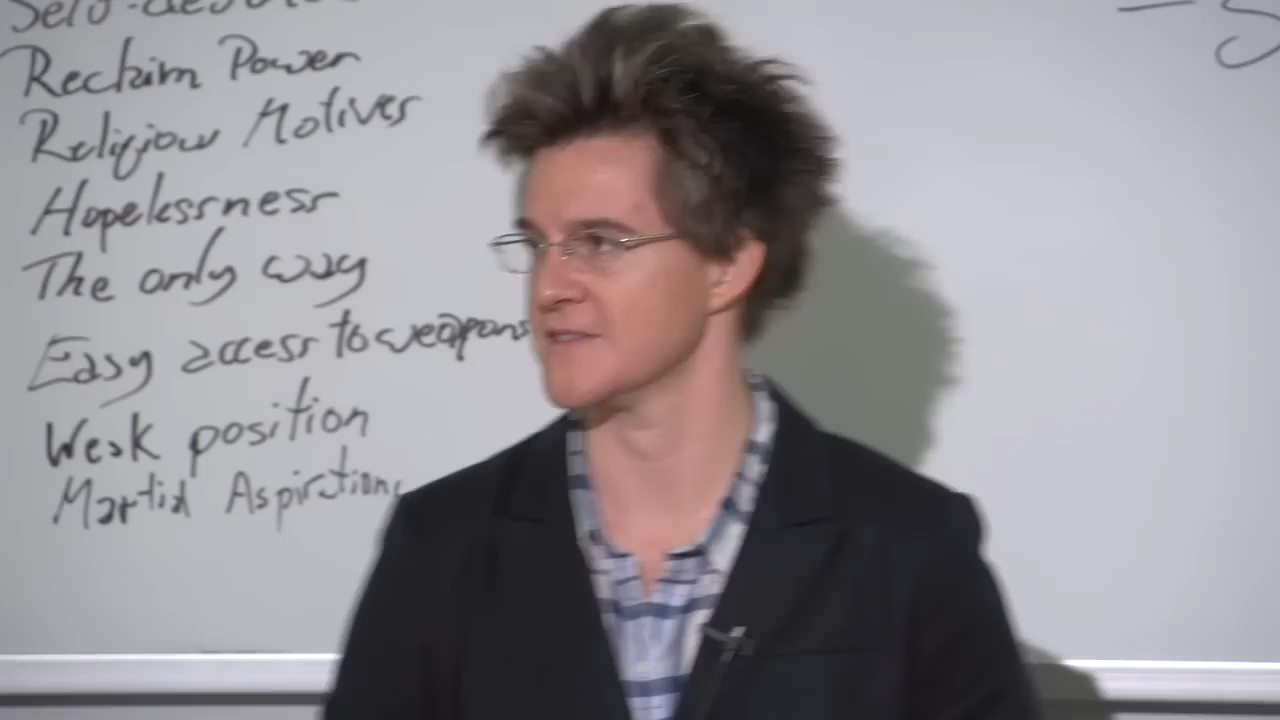 Reclaim Power
Religious Motives
Hopelessness
The only way
Easy access to weapons
Weak position
Martial Aspirations